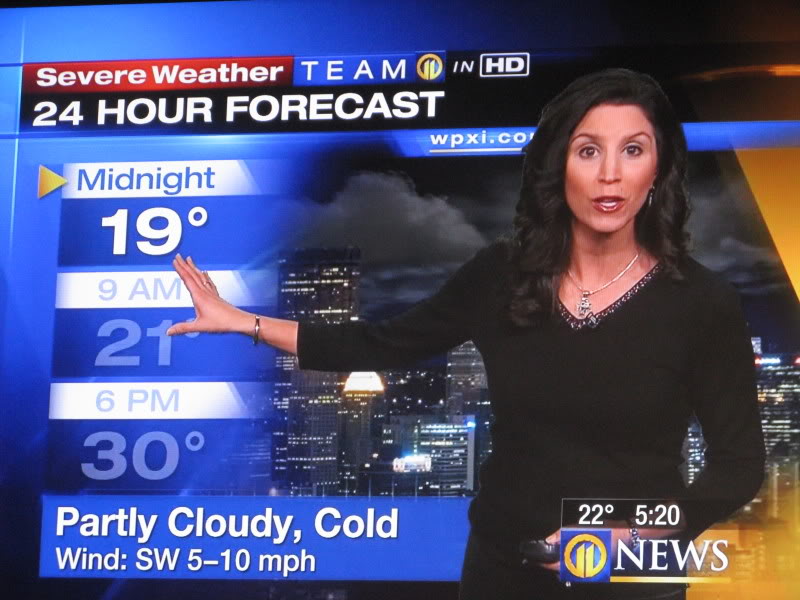 Severe Weather TEAM 11 IN HD
24 HOUR FORECAST
wpxi.co
Midnight
19°
9 AM
21°
6 PM
30°
Partly Cloudy, Cold
Wind: SW 5–10 mph
22° 5:20
11 NEWS